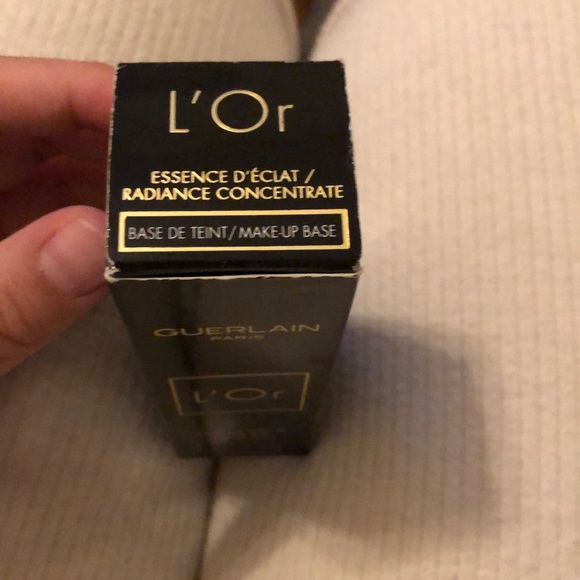 L'Or
ESSENCE D'ÉCLAT /
RADIANCE CONCENTRATE
BASE DE TEINT/MAKE-UP BASE
GUERLAIN
PARIS
L'Or